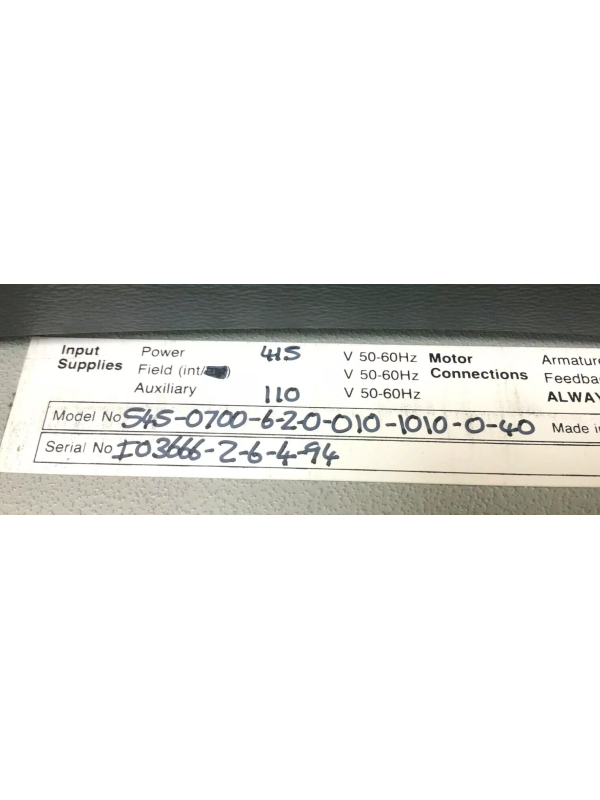 Input Supplies Power 415 V 50-60Hz Motor Connections Armature
Field (int/ ) V 50-60Hz Feedba
Auxiliary 110 V 50-60Hz ALWAY
Model No 545-0700-6-2-0-010-1010-0-40 Made in
Serial No I03666-2-6-4-94